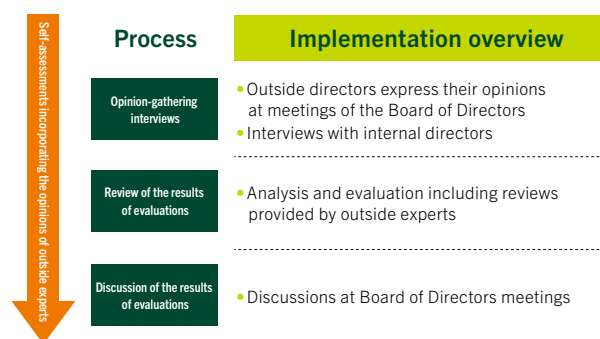 Self-assessments incorporating the opinions of outside experts
Process
Implementation overview
Opinion-gathering
interviews
•Outside directors express their opinions
at meetings of the Board of Directors
•Interviews with internal directors
Review of the results
of evaluations
•Analysis and evaluation including reviews
provided by outside experts
Discussion of the results
of evaluations
•Discussions at Board of Directors meetings